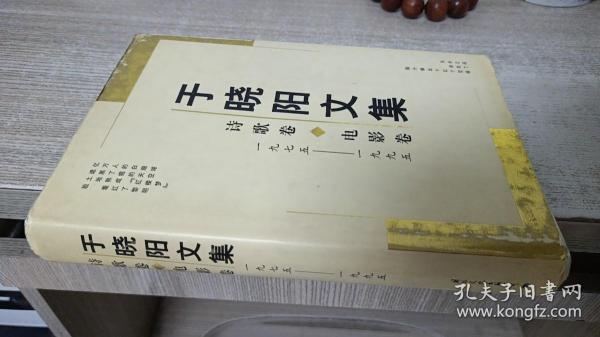 于晓阳文集
诗歌卷 电影卷
一九七五——一九九五
于晓阳文集
诗歌卷 电影卷
一九七五——一九九五
孔夫子旧书网
www.kongfz.com